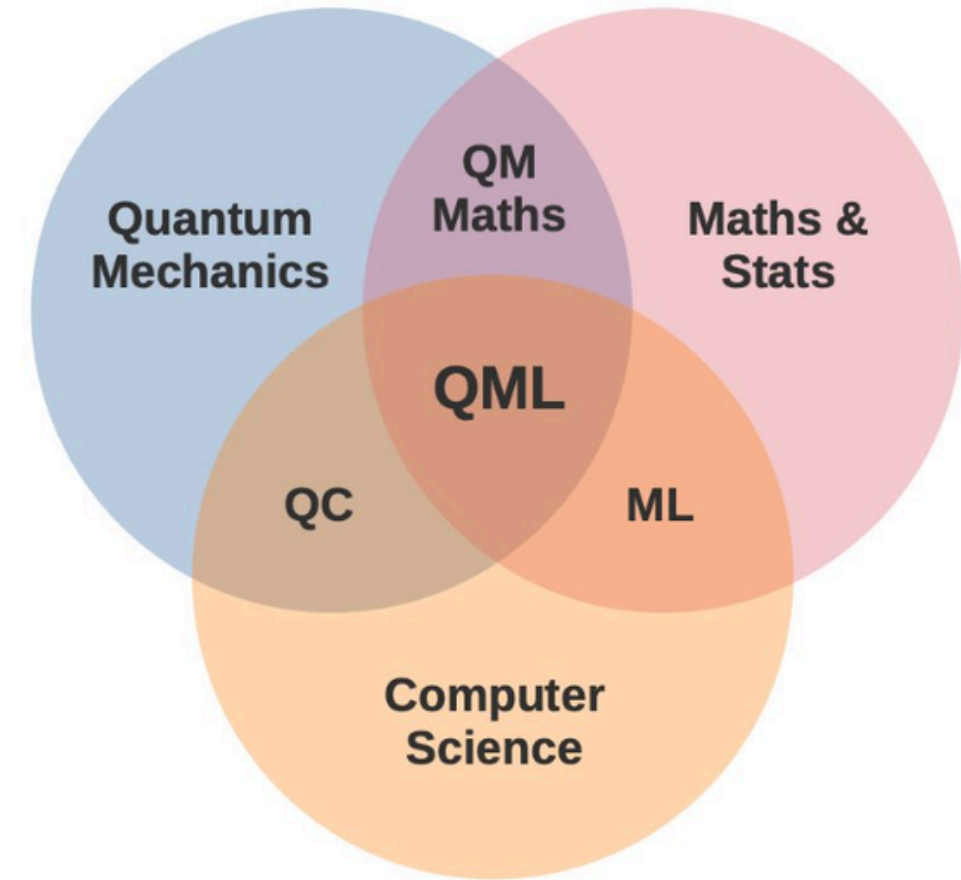 QM
Maths
Quantum
Mechanics
Maths &
Stats
QML
QC
ML
Computer
Science